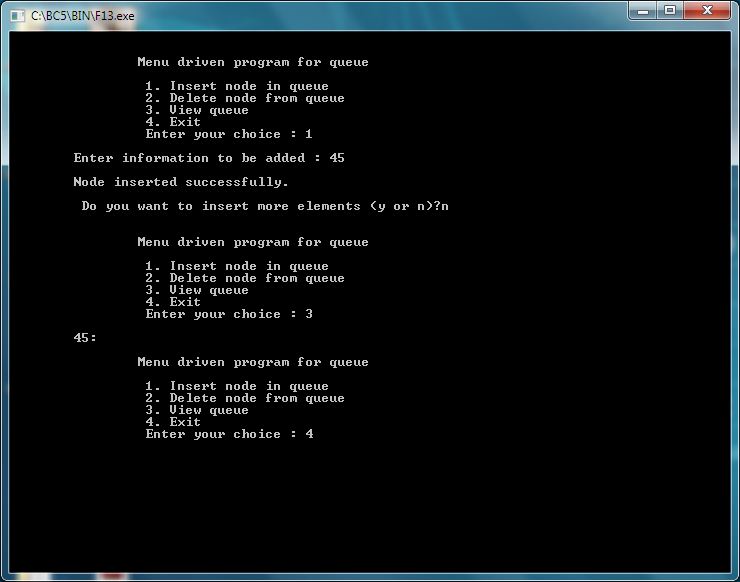 C:\BC5\BIN\F13.exe
Menu driven program for queue
1. Insert node in queue
2. Delete node from queue
3. View queue
4. Exit
Enter your choice : 1
Enter information to be added : 45
Node inserted successfully.
Do you want to insert more elements (y or n)?n
Menu driven program for queue
1. Insert node in queue
2. Delete node from queue
3. View queue
4. Exit
Enter your choice : 3
45:
Menu driven program for queue
1. Insert node in queue
2. Delete node from queue
3. View queue
4. Exit
Enter your choice : 4